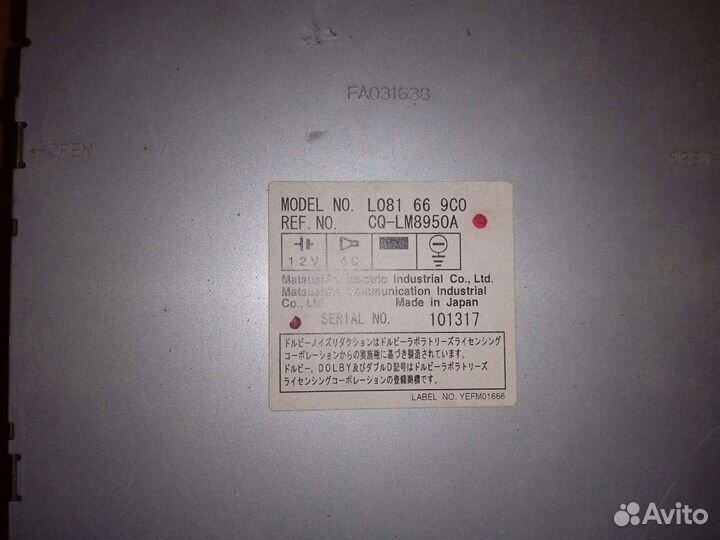 FA031638
←OPEN
OPEN
MODEL NO. L081 66 9C0
REF. NO. CQ-LM8950A
12V 4Ω
Matsushita Electric Industrial Co., Ltd.
Matsushita Communication Industrial
Co., Ltd. Made in Japan
SERIAL NO. 101317
ドルビーノイズリダクションはドルビーラボラトリーズライセンシング
コーポレーションからの実施権に基づき製造されています。
ドルビー, DOLBY及びダブルD記号はドルビーラボラトリーズ
ライセンシングコーポレーションの登録商標です。
LABEL NO. YEFM01666
Avito